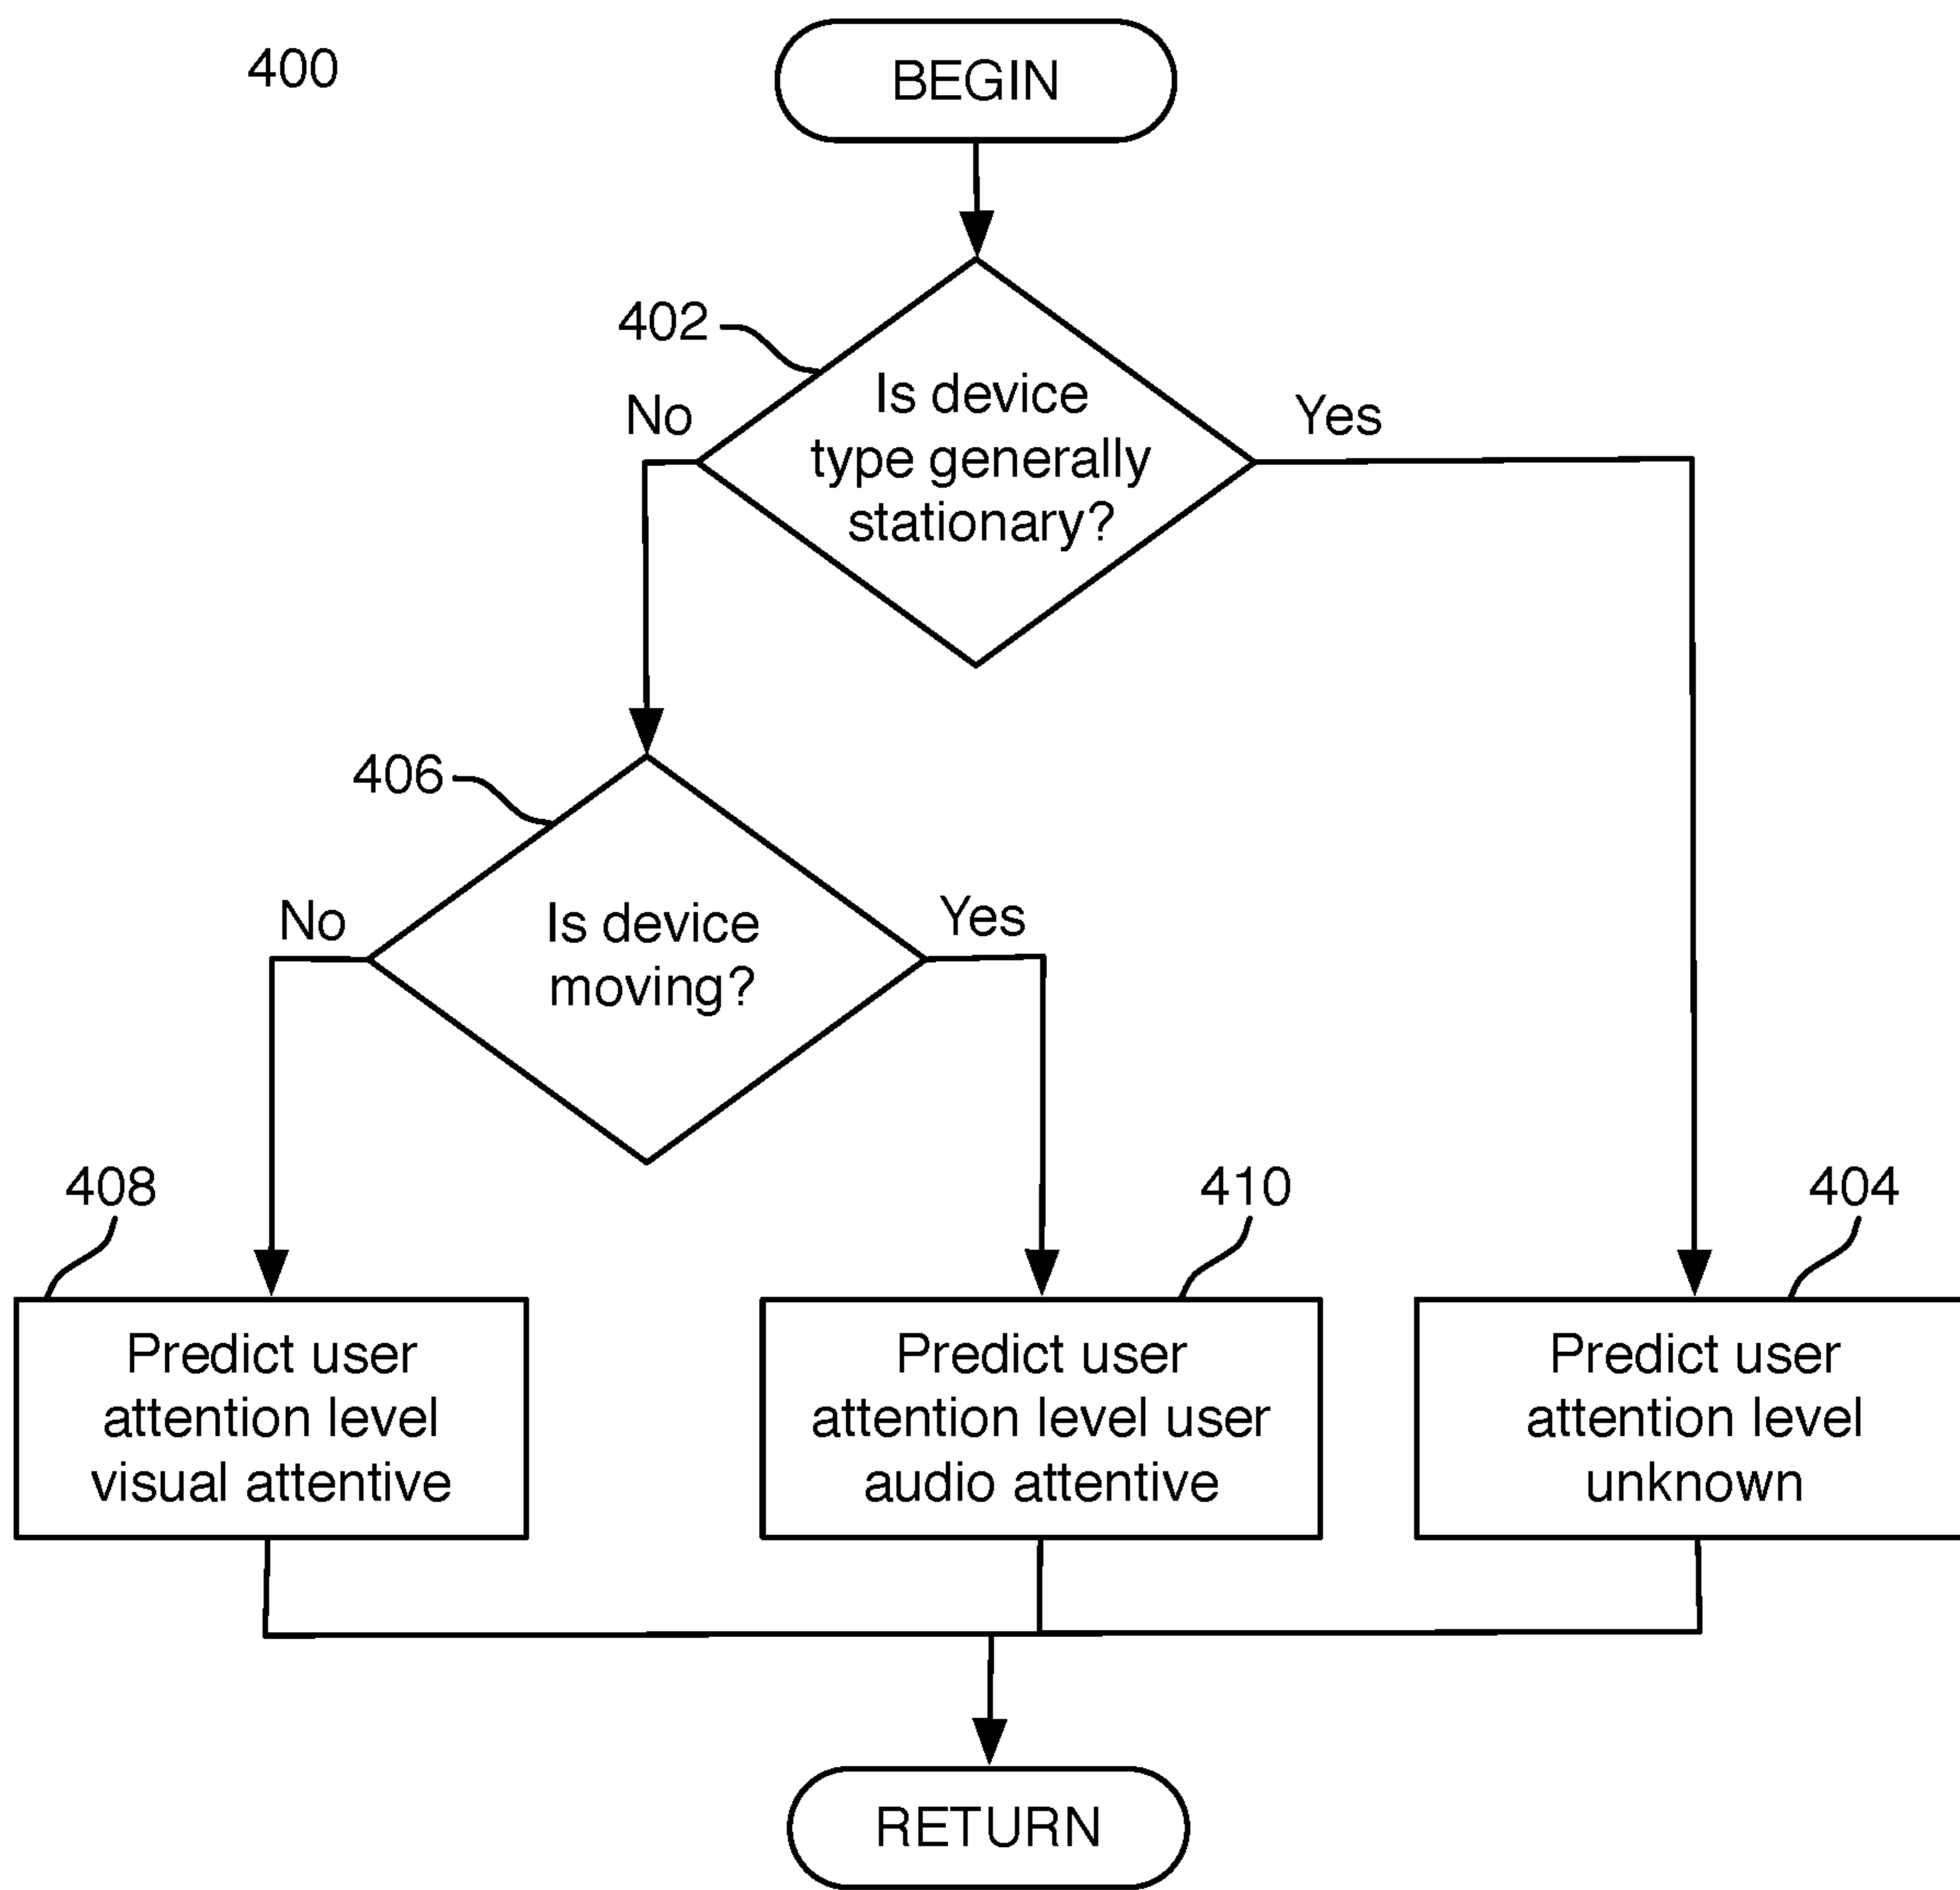 400
BEGIN
402
No
Yes
Is device
type generally
stationary?
406
No
Yes
Is device
moving?
408
410
404
Predict user
attention level
visual attentive
Predict user
attention level user
audio attentive
Predict user
attention level
unknown
RETURN